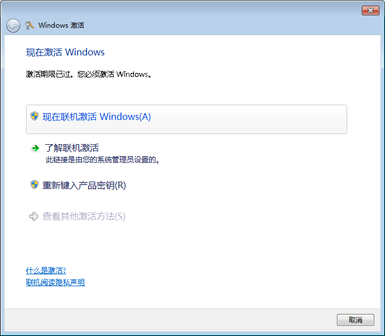 Windows 激活
现在激活 Windows
激活期限已过。您必须激活 Windows。
现在联机激活 Windows(A)
了解联机激活
此链接是由您的系统管理员设置的。
重新键入产品密钥(R)
查看其他激活方法(S)
什么是激活?
联机阅读隐私声明
取消